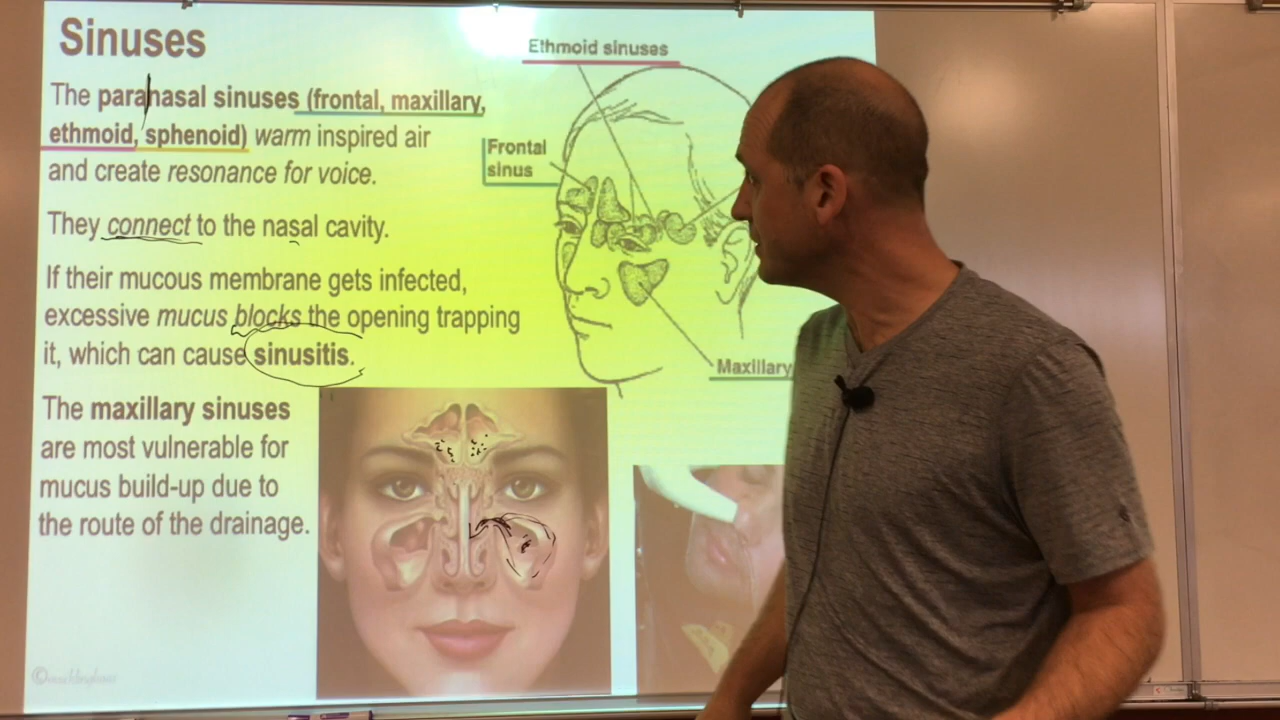 Sinuses
The paranasal sinuses (frontal, maxillary,
ethmoid, sphenoid) warm inspired air
and create resonance for voice.
They connect to the nasal cavity.
If their mucous membrane gets infected,
excessive mucus blocks the opening trapping
it, which can cause sinusitis.
The maxillary sinuses
are most vulnerable for
mucus build-up due to
the route of the drainage.
Ethmoid sinuses
Frontal
sinus
Maxillary